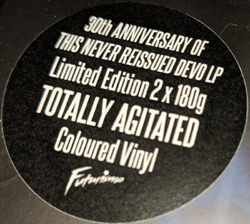 30th ANNIVERSARY OF
THIS NEVER REISSUED DEVO LP
Limited Edition 2 x 180g
TOTALLY AGITATED
Coloured Vinyl
Futurismo